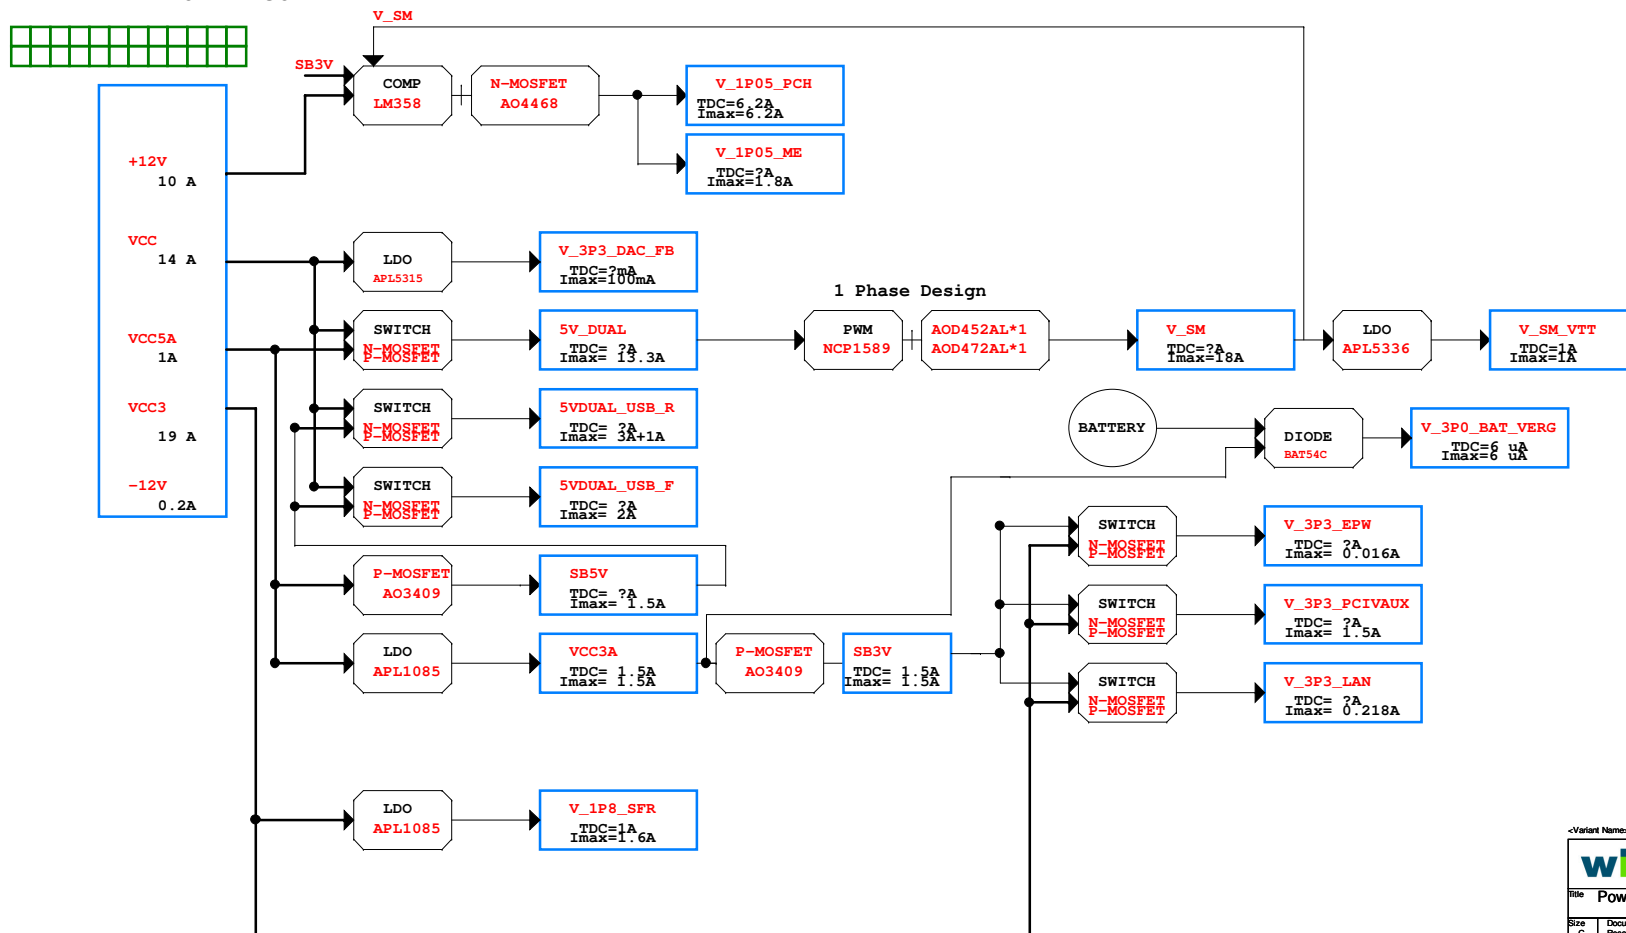 V_SM
SB3V
COMP
LM358
N-MOSFET
AO4468
V_1P05_PCH
TDC=6.2A
Imax=6.2A
V_1P05_ME
TDC=?A
Imax=1.8A
+12V
10 A
VCC
14 A
VCC5A
1A
VCC3
19 A
-12V
0.2A
LDO
APL5315
V_3P3_DAC_FB
TDC=?mA
Imax=100mA
1 Phase Design
SWITCH
N-MOSFET
P-MOSFET
5V_DUAL
TDC= ?A
Imax= 13.3A
PWM
NCP1589
AOD452AL*1
AOD472AL*1
V_SM
TDC=?A
Imax=18A
LDO
APL5336
V_SM_VTT
TDC=1A
Imax=1A
SWITCH
N-MOSFET
P-MOSFET
5VDUAL_USB_R
TDC= ?A
Imax= 3A+1A
BATTERY
DIODE
BAT54C
V_3P0_BAT_VERG
TDC=6 uA
Imax=6 uA
SWITCH
N-MOSFET
P-MOSFET
5VDUAL_USB_F
TDC= ?A
Imax= 2A
SWITCH
N-MOSFET
P-MOSFET
V_3P3_EPW
TDC= ?A
Imax= 0.016A
P-MOSFET
AO3409
SB5V
TDC= ?A
Imax= 1.5A
SWITCH
N-MOSFET
P-MOSFET
V_3P3_PCIVAUX
TDC= ?A
Imax= 1.5A
LDO
APL1085
VCC3A
TDC= 1.5A
Imax= 1.5A
P-MOSFET
AO3409
SB3V
TDC= 1.5A
Imax= 1.5A
SWITCH
N-MOSFET
P-MOSFET
V_3P3_LAN
TDC= ?A
Imax= 0.218A
LDO
APL1085
V_1P8_SFR
TDC=1A
Imax=1.6A
<Variant Name>
wi
Title
Pow
Size
Docu